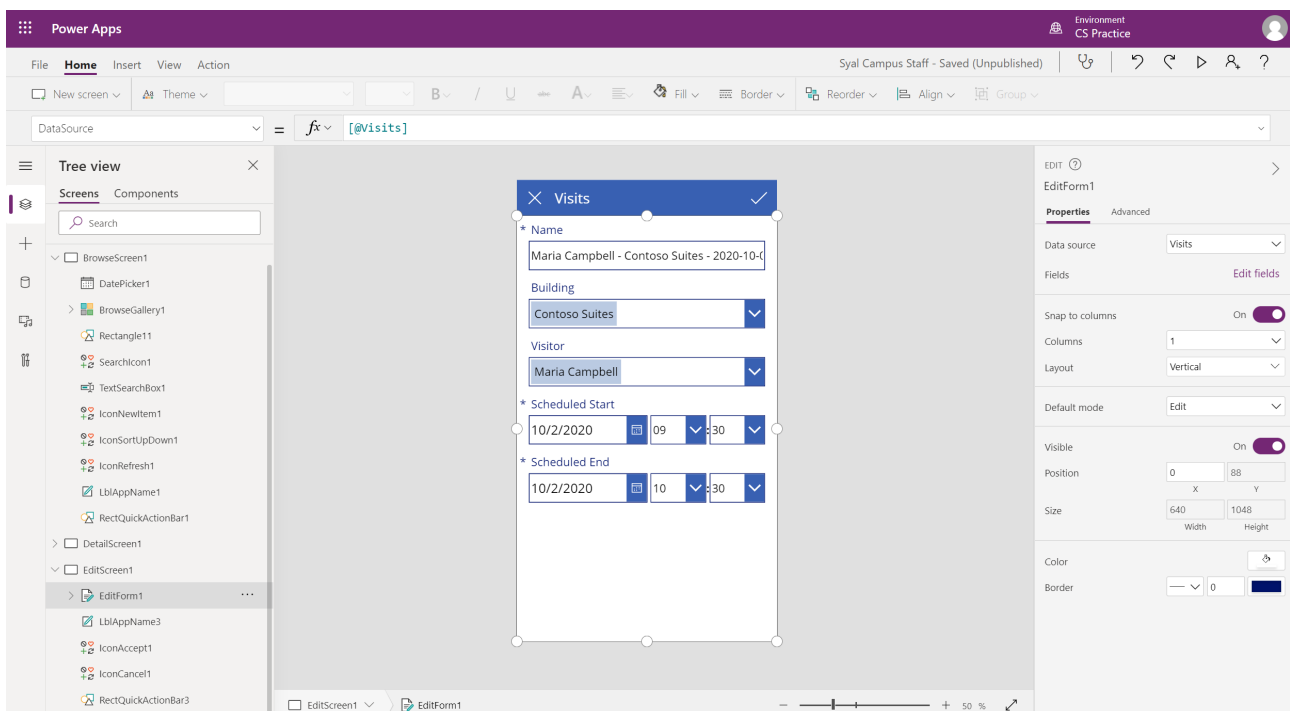 Power Apps
Environment
CS Practice
File Home Insert View Action
Syal Campus Staff - Saved (Unpublished)
New screen Theme B / U A Fill Border Reorder Align Group
DataSource = fx [@Visits]
Tree view
Screens Components
Search
BrowseScreen1
DatePicker1
BrowseGallery1
Rectangle11
SearchIcon1
TextSearchBox1
IconNewItem1
IconSortUpDown1
IconRefresh1
LblAppName1
RectQuickActionBar1
DetailScreen1
EditScreen1
EditForm1 ...
LblAppName3
IconAccept1
IconCancel1
RectQuickActionBar3
Visits
* Name
Maria Campbell - Contoso Suites - 2020-10-0
Building
Contoso Suites
Visitor
Maria Campbell
* Scheduled Start
10/2/2020 09 : 30
* Scheduled End
10/2/2020 10 : 30
EditScreen1 EditForm1
50 %
EDIT
EditForm1
Properties Advanced
Data source Visits
Fields Edit fields
Snap to columns On
Columns 1
Layout Vertical
Default mode Edit
Visible On
Position 0 88
X Y
Size 640 1048
Width Height
Color
Border 0